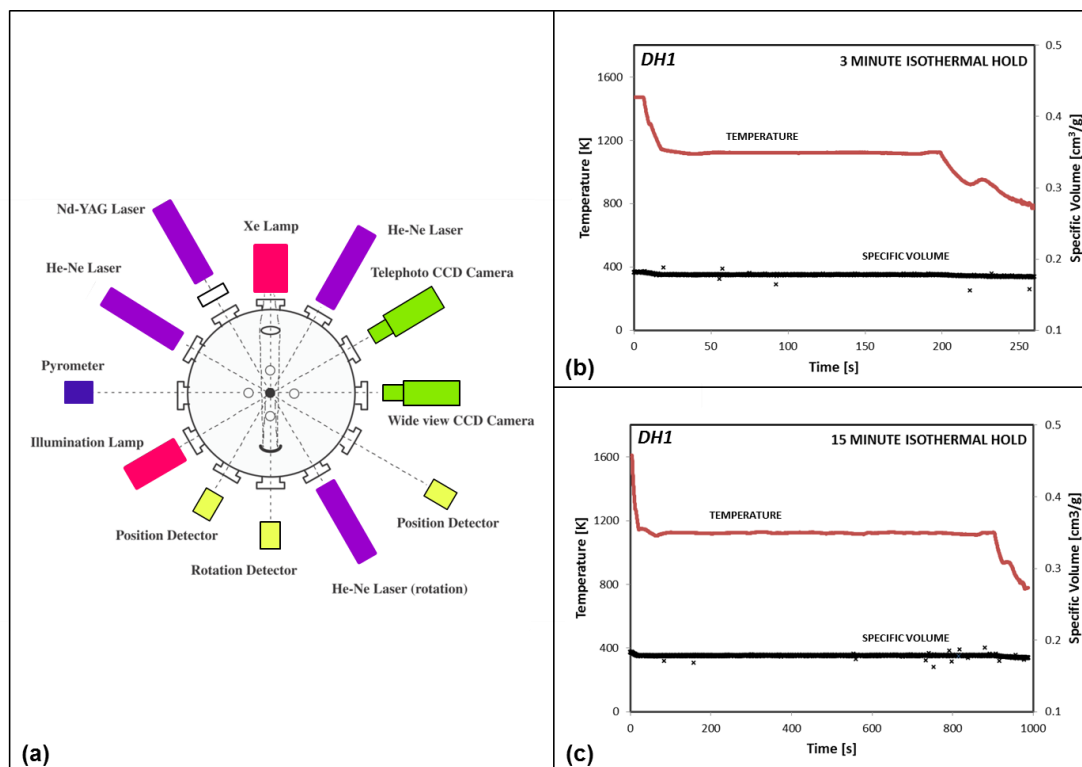 Nd-YAG Laser
Xe Lamp
He-Ne Laser
He-Ne Laser
Telephoto CCD Camera
Pyrometer
Wide view CCD Camera
Illumination Lamp
Position Detector
Position Detector
Rotation Detector
He-Ne Laser (rotation)
(a)
DH1
3 MINUTE ISOTHERMAL HOLD
TEMPERATURE
SPECIFIC VOLUME
Temperature [K]
1600
1200
800
400
0
Specific Volume [cm³/g]
0.5
0.4
0.3
0.2
0.1
0 50 100 150 200 250
Time [s]
(b)
DH1
15 MINUTE ISOTHERMAL HOLD
TEMPERATURE
SPECIFIC VOLUME
Temperature [K]
1600
1200
800
400
0
Specific Volume [cm3/g]
0.5
0.4
0.3
0.2
0.1
0 200 400 600 800 1000
Time [s]
(c)